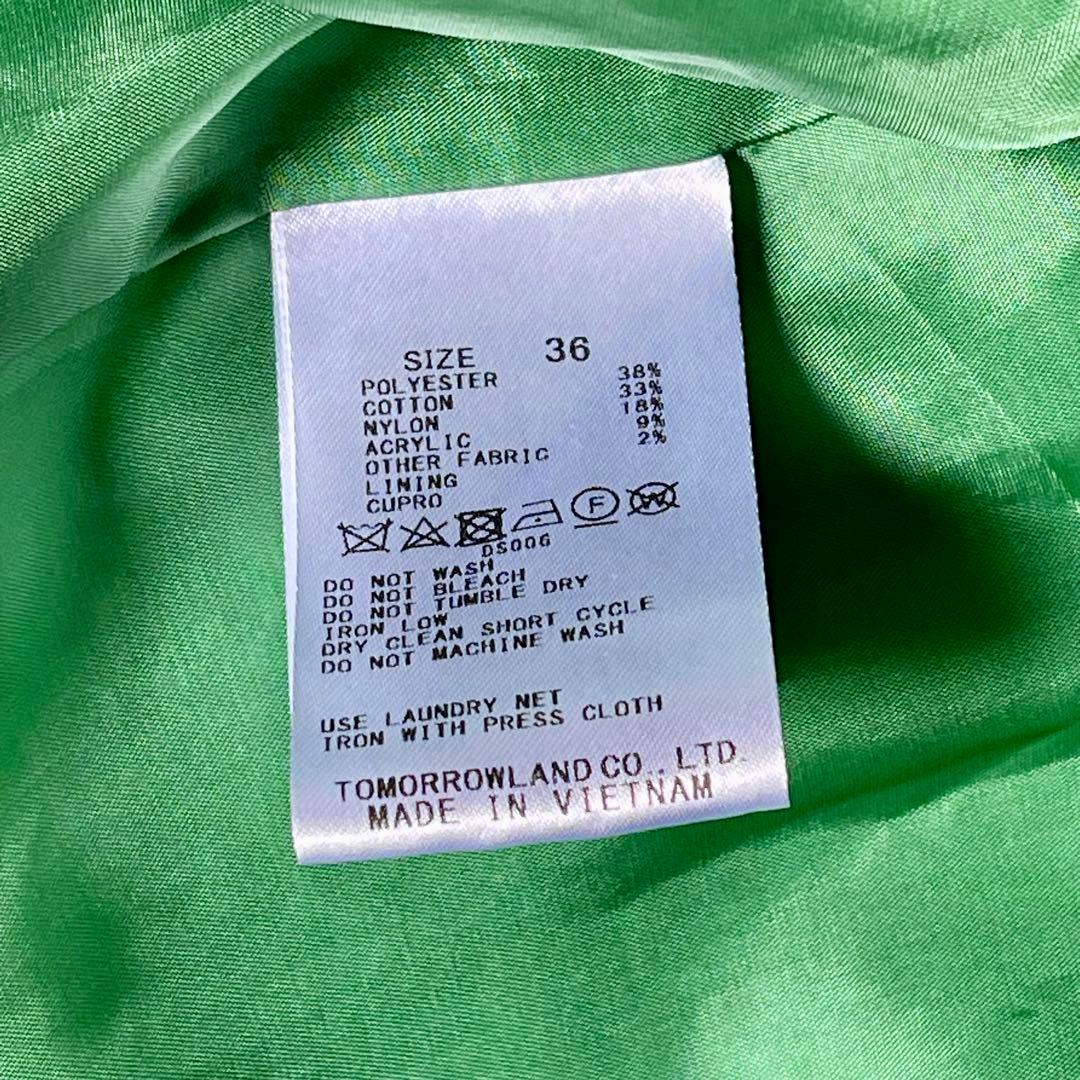 SIZE 36
POLYESTER 38%
COTTON 33%
NYLON 18%
ACRYLIC 9%
OTHER FABRIC 2%
LINING
CUPRO
F W
DS006
DO NOT WASH
DO NOT BLEACH
DO NOT TUMBLE DRY
IRON LOW
DRY CLEAN SHORT CYCLE
DO NOT MACHINE WASH
USE LAUNDRY NET
IRON WITH PRESS CLOTH
TOMORROWLAND CO., LTD.
MADE IN VIETNAM